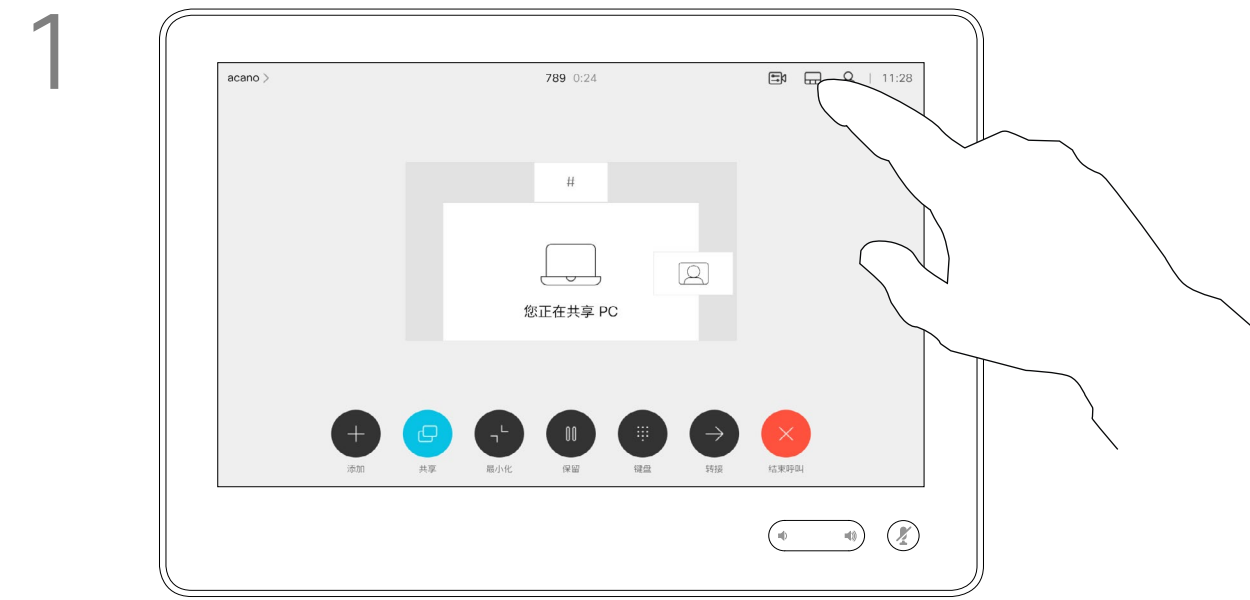 1
acano >
789 0:24
| 11:28
#
您正在共享 PC
添加
共享
最小化
保留
键盘
转接
结束呼叫